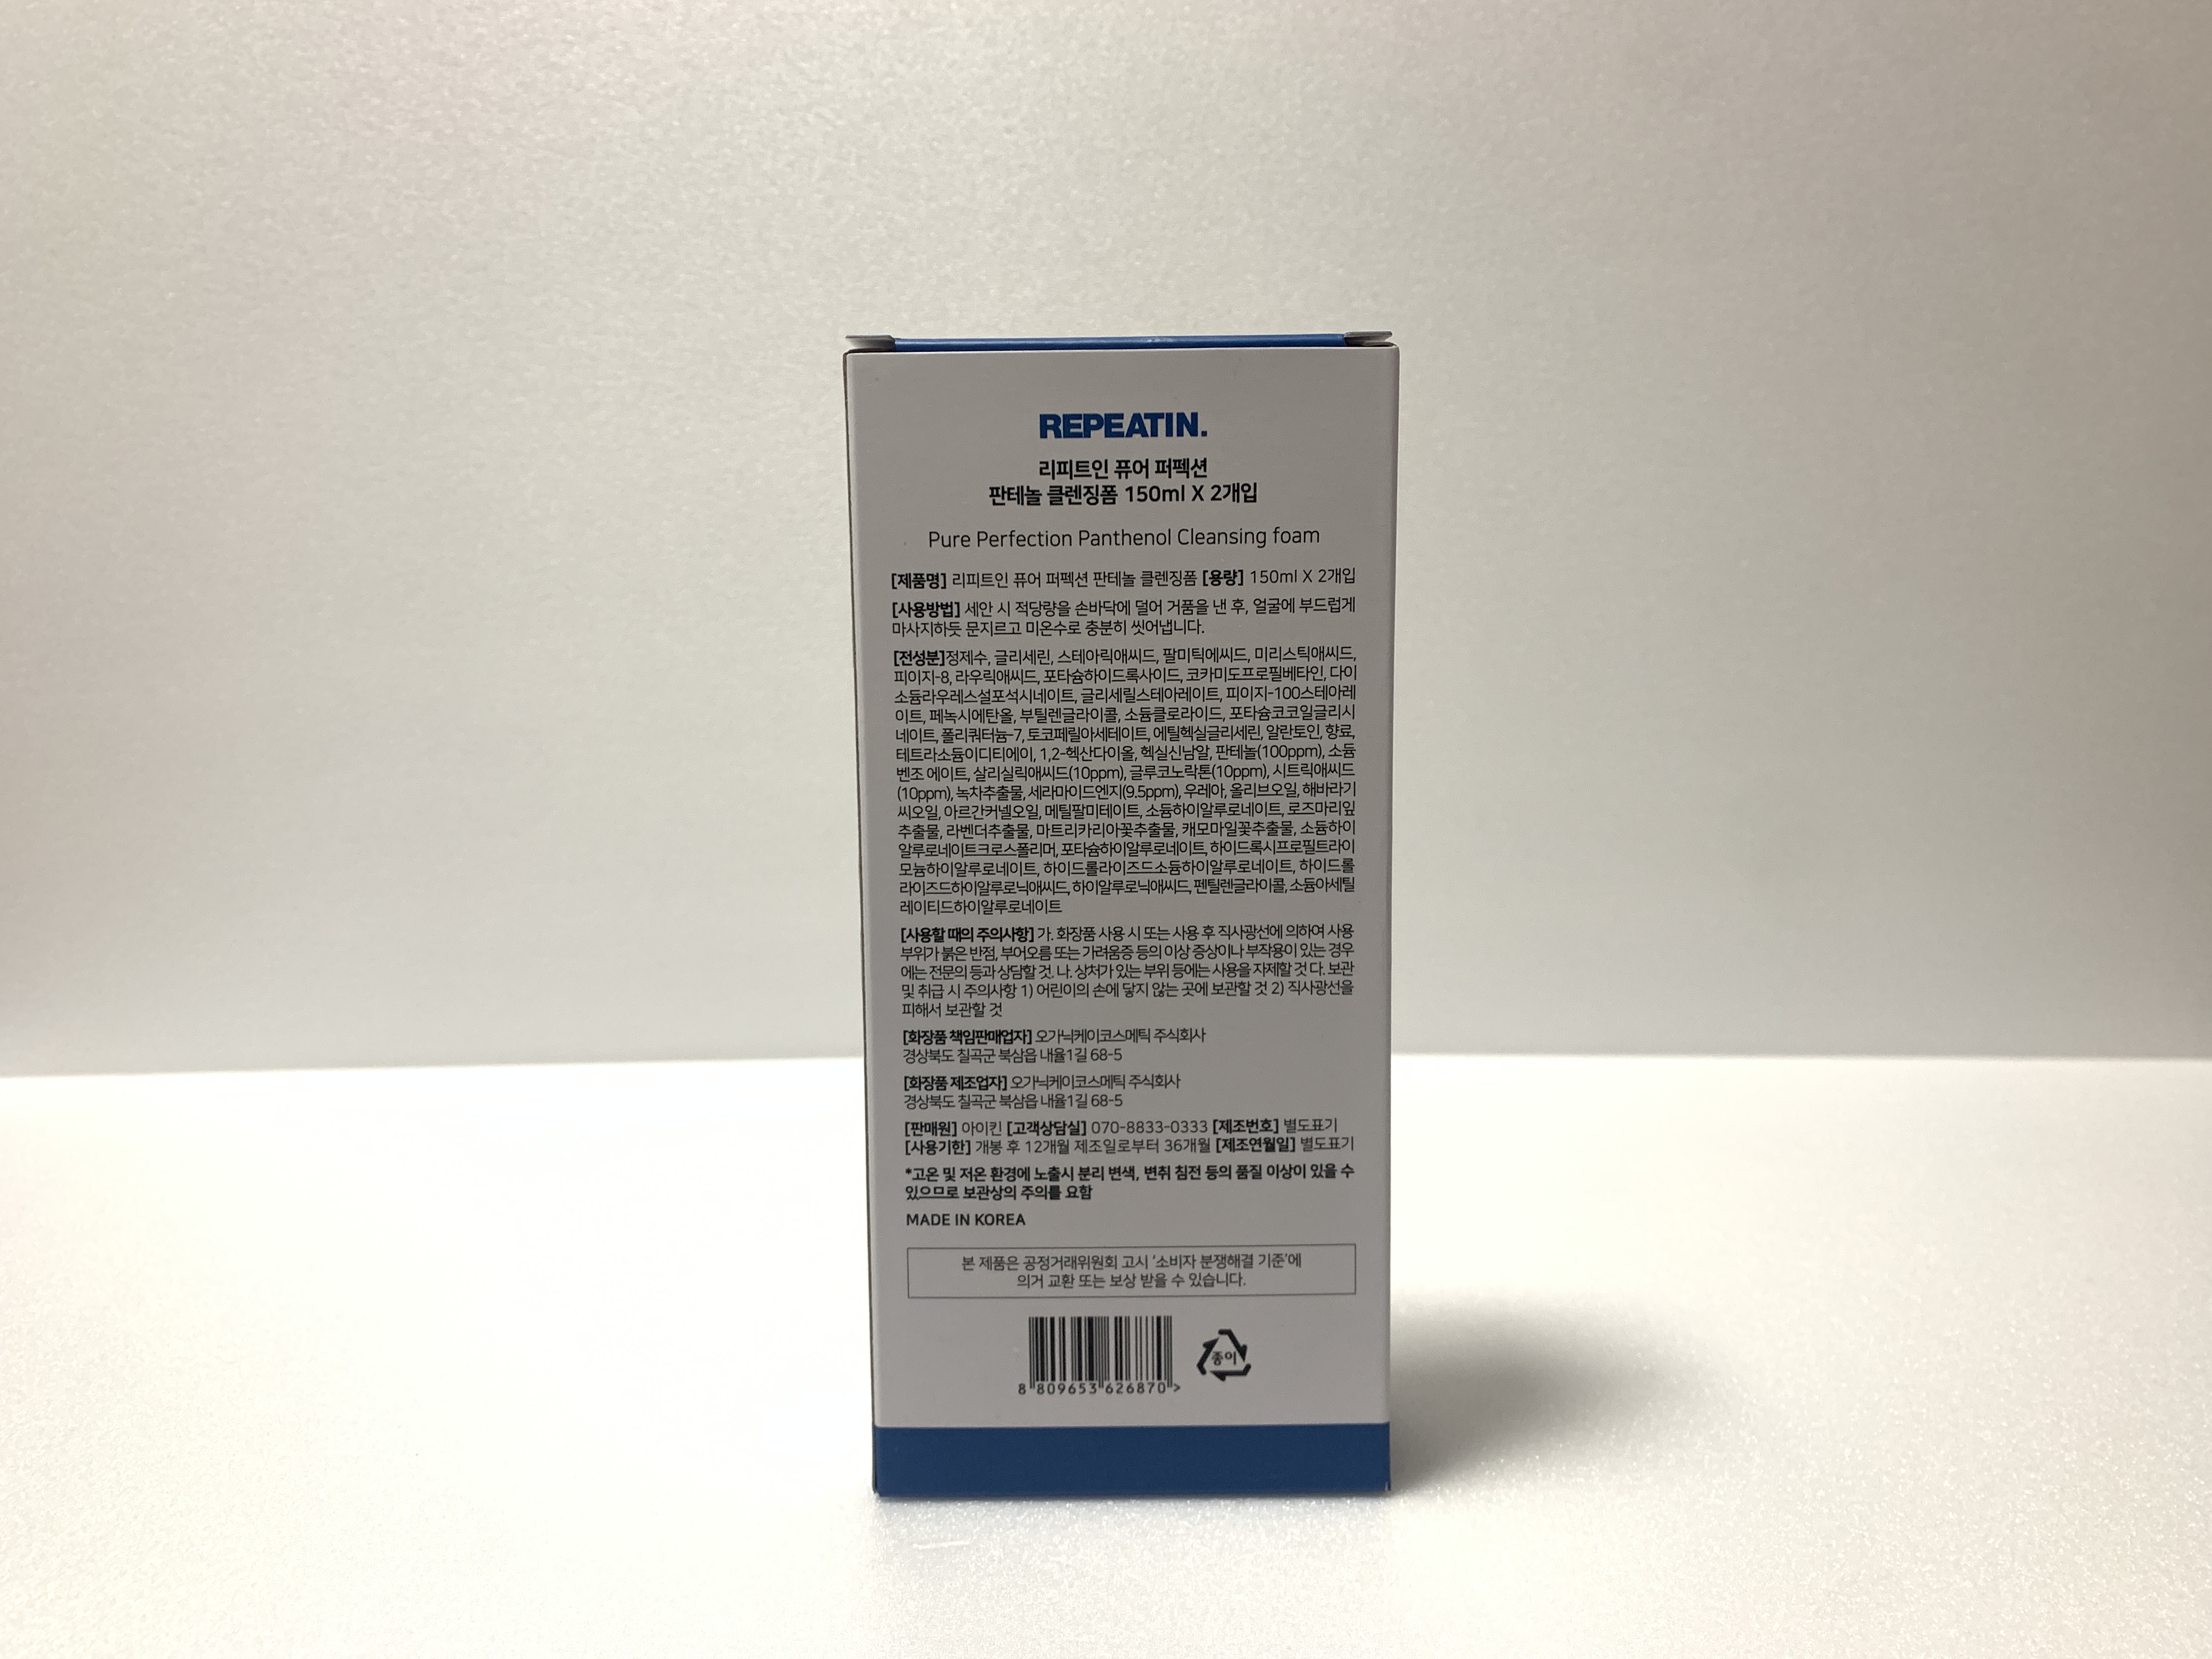 REPEATIN.
리피트인 퓨어 퍼펙션
판테놀 클렌징폼 150ml X 2개입
Pure Perfection Panthenol Cleansing foam
[제품명] 리피트인 퓨어 퍼펙션 판테놀 클렌징폼 [용량] 150ml X 2개입
[사용방법] 세안 시 적당량을 손바닥에 덜어 거품을 낸 후, 얼굴에 부드럽게
마사지하듯 문지르고 미온수로 충분히 씻어냅니다.
[전성분]정제수, 글리세린, 스테아릭애씨드, 팔미틱에씨드, 미리스틱애씨드,
피이지-8, 라우릭애씨드, 포타슘하이드록사이드, 코카미도프로필베타인, 다이
소듐라우레스설포석시네이트, 글리세릴스테아레이트, 피이지-100스테아레
이트, 페녹시에탄올, 부틸렌글라이콜, 소듐클로라이드, 포타슘코코일글리시
네이트, 폴리쿼터늄-7, 토코페릴아세테이트, 에틸헥실글리세린, 알란토인, 향료,
테트라소듐이디티에이, 1,2-헥산다이올, 헥실신남알, 판테놀(100ppm), 소듐
벤조 에이트, 살리실릭애씨드(10ppm), 글루코노락톤(10ppm), 시트릭애씨드
(10ppm), 녹차추출물, 세라마이드엔지(9.5ppm), 우레아, 올리브오일, 해바라기
씨오일, 아르간커넬오일, 메틸팔미테이트, 소듐하이알루로네이트, 로즈마리잎
추출물, 라벤더추출물, 마트리카리아꽃추출물, 캐모마일꽃추출물, 소듐하이
알루로네이트크로스폴리머, 포타슘하이알루로네이트, 하이드록시프로필트라이
모늄하이알루로네이트, 하이드롤라이즈드소듐하이알루로네이트, 하이드롤
라이즈드하이알루로닉애씨드, 하이알루로닉애씨드, 펜틸렌글라이콜, 소듐아세틸
레이티드하이알루로네이트
[사용할 때의 주의사항] 가. 화장품 사용 시 또는 사용 후 직사광선에 의하여 사용
부위가 붉은 반점, 부어오름 또는 가려움증 등의 이상 증상이나 부작용이 있는 경우
에는 전문의 등과 상담할 것. 나. 상처가 있는 부위 등에는 사용을 자제할 것 다. 보관
및 취급 시 주의사항 1) 어린이의 손에 닿지 않는 곳에 보관할 것 2) 직사광선을
피해서 보관할 것
[화장품 책임판매업자] 오가닉케이코스메틱 주식회사
경상북도 칠곡군 북삼읍 내율1길 68-5
[화장품 제조업자] 오가닉케이코스메틱 주식회사
경상북도 칠곡군 북삼읍 내율1길 68-5
[판매원] 아이킨 [고객상담실] 070-8833-0333 [제조번호] 별도표기
[사용기한] 개봉 후 12개월 제조일로부터 36개월 [제조연월일] 별도표기
*고온 및 저온 환경에 노출시 분리 변색, 변취 침전 등의 품질 이상이 있을 수
있으므로 보관상의 주의를 요함
MADE IN KOREA
본 제품은 공정거래위원회 고시 '소비자 분쟁해결 기준'에
의거 교환 또는 보상 받을 수 있습니다.
종이
8 809653 626870 >